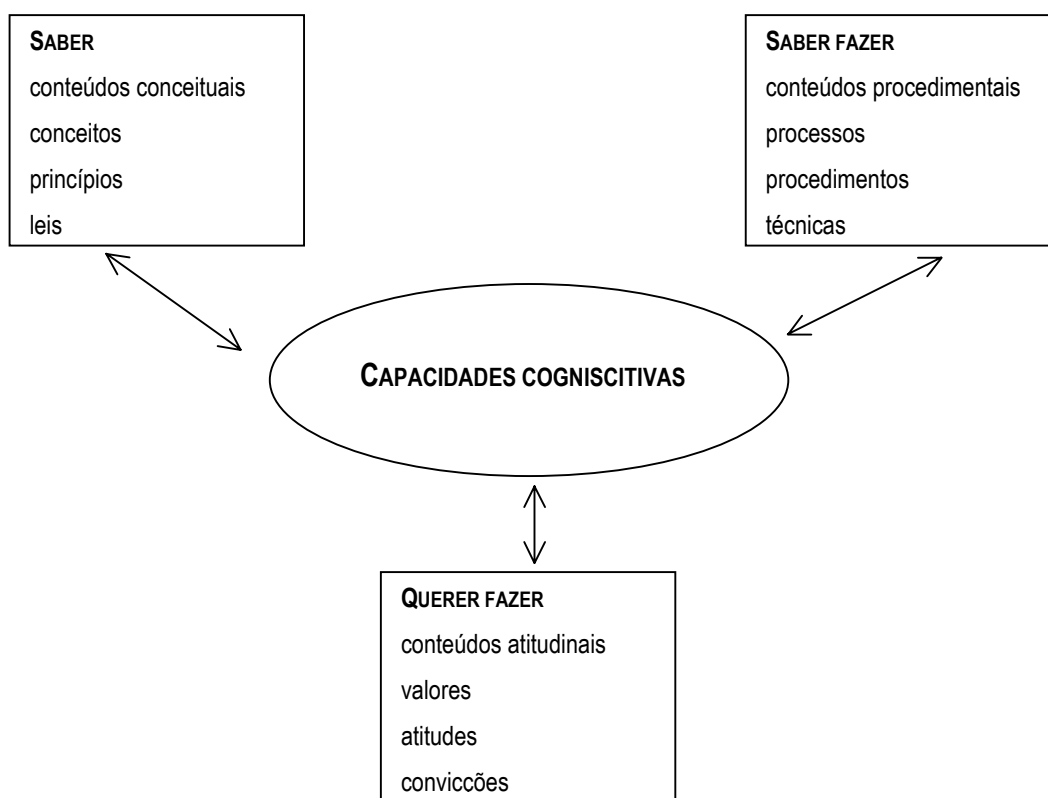 SABER
conteúdos conceituais
conceitos
princípios
leis
SABER FAZER
conteúdos procedimentais
processos
procedimentos
técnicas
CAPACIDADES COGNISCITIVAS
QUERER FAZER
conteúdos atitudinais
valores
atitudes
convicções